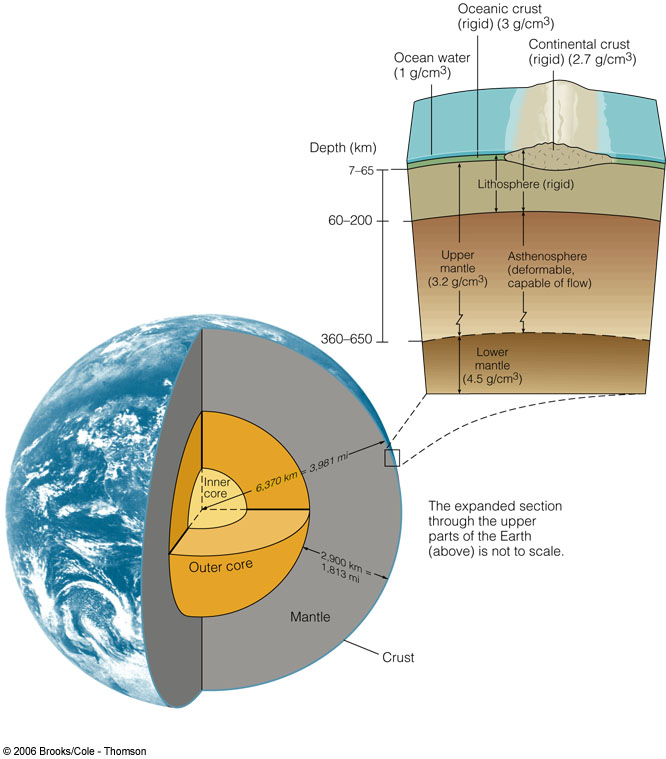 Oceanic crust
(rigid) (3 g/cm3)
Continental crust
(rigid) (2.7 g/cm3)
Ocean water
(1 g/cm3)
Depth (km)
7–65
Lithosphere (rigid)
60–200
Upper
mantle
(3.2 g/cm3)
Asthenosphere
(deformable,
capable of flow)
360–650
Lower
mantle
(4.5 g/cm3)
6,370 km = 3,981 mi
Inner
core
The expanded section
through the upper
parts of the Earth
(above) is not to scale.
Outer core
2,900 km =
1,813 mi
Mantle
Crust
© 2006 Brooks/Cole - Thomson